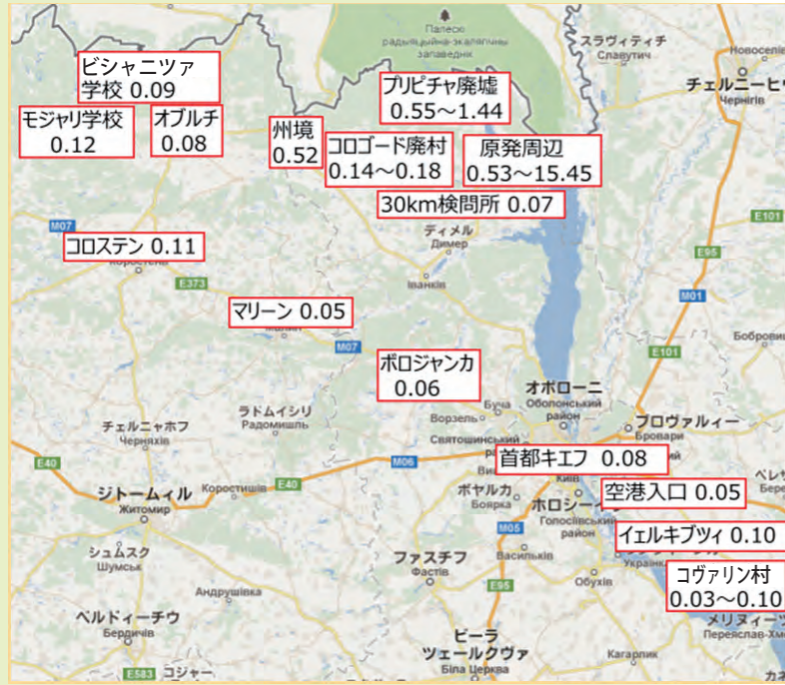 Палескі
радыяцыйна-экалагічны
запаведнік
スラヴィティチ
Славутич
チェルニーヒ
Чернігів
ビシャニツァ
学校 0.09
モジャリ学校
0.12
オブルチ
0.08
州境
0.52
プリピチャ廃墟
0.55～1.44
コロゴード廃村
0.14～0.18
原発周辺
0.53～15.45
30km検問所 0.07
M07
E101
E95
コロステン 0.11
ディメル
Димер
E373
Іванків
M01
マリーン 0.05
M07
E101
ボロジャンカ
0.06
オボローニ
Оболонський
район
ラドムイシリ
Радомишль
Буча
Ворзель
チェルニャホフ
Черняхів
ブロヴァルィー
Бровари
Святошинський
首都キエフ 0.08
E40
M06
E40
Київ
空港入口 0.05
ジトームィル
Житомир
Коростишів
ボヤルカ
Боярка
ホロシー
Голосіївський
район
M05
イェルキブツィ 0.10
シュムスク
Шумськ
ファスチフ
Фастів
Васильків
Українка
Обухів
コヴァリン村
0.03～0.10
Андрушівка
E95
ベルドィーチウ
Бердичів
メリヌィーツ
Переяслав-Хм
ビーラ
ツェールクヴァ
Біла Церква
Кагарлик
E583
コジャー